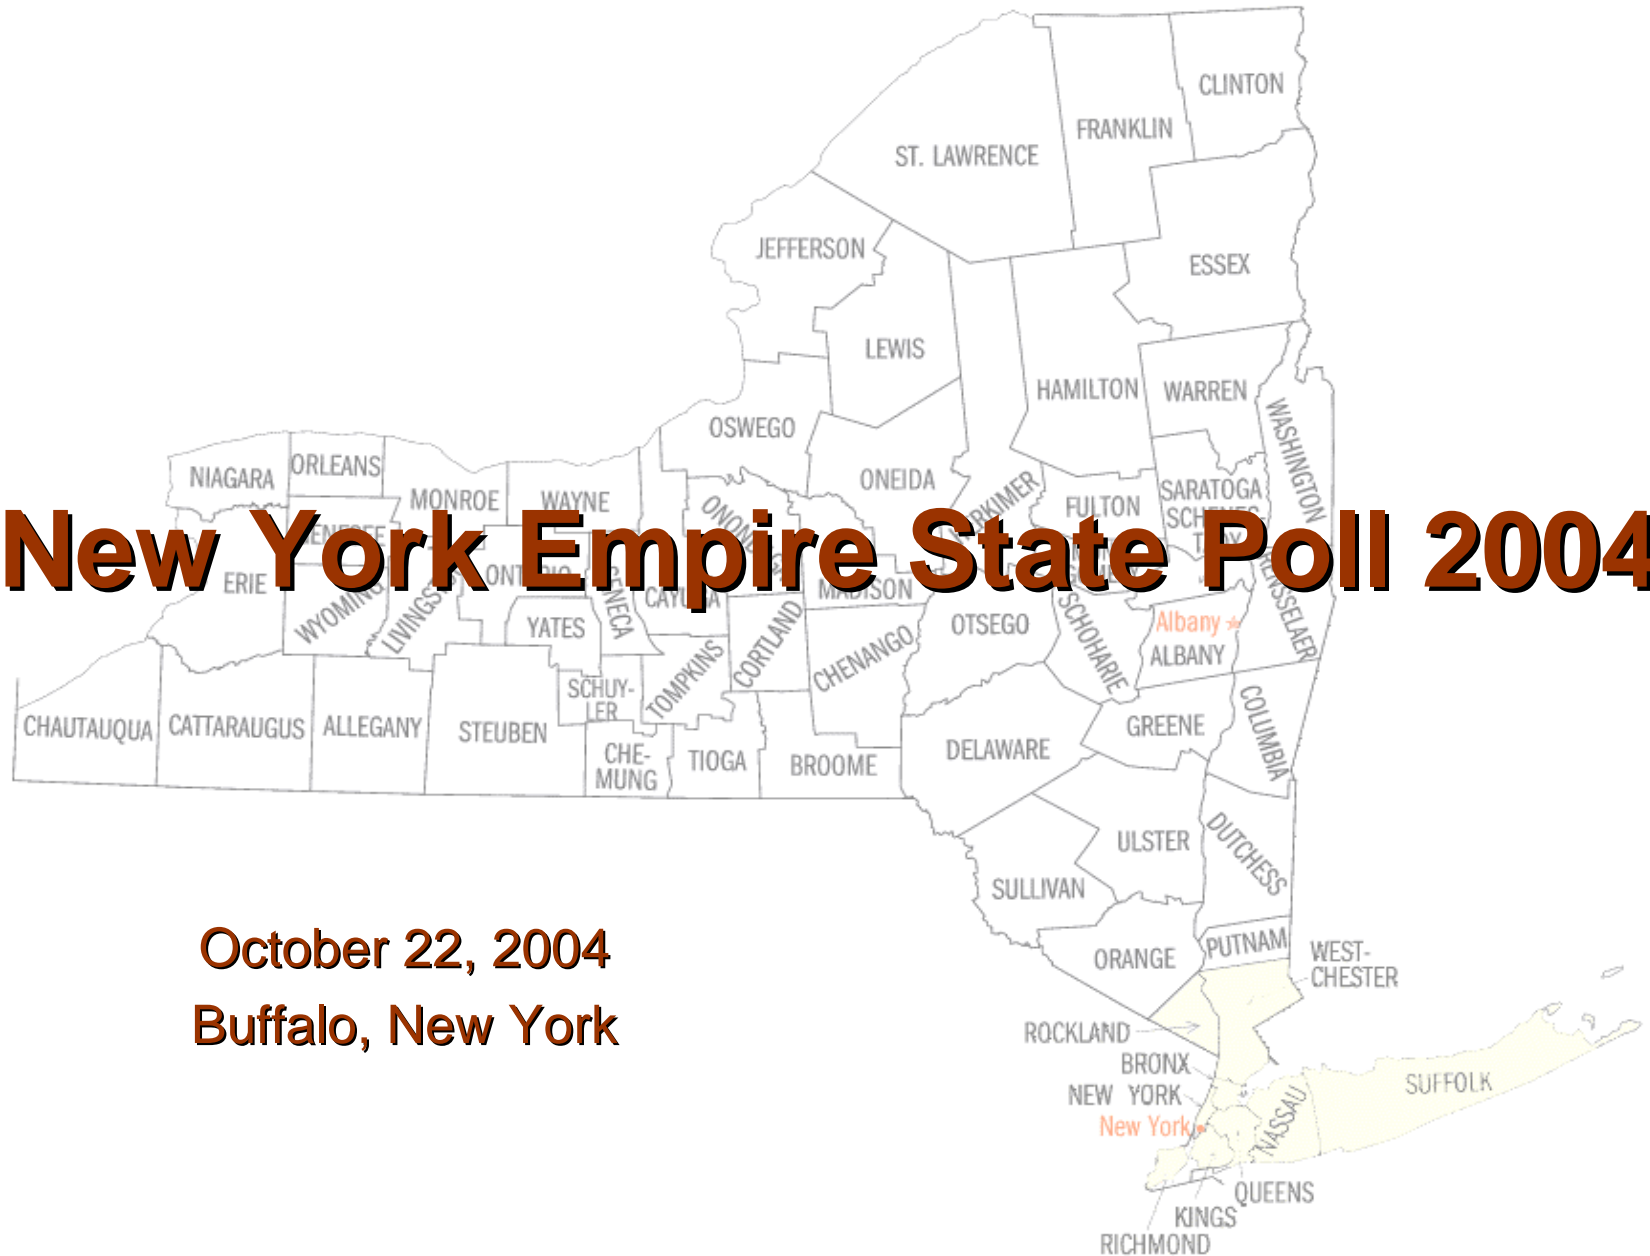 CLINTON
FRANKLIN
ST. LAWRENCE
JEFFERSON
ESSEX
LEWIS
HAMILTON
WARREN
WASHINGTON
OSWEGO
ONEIDA
NIAGARA
ORLEANS
MONROE
WAYNE
FULTON
SARATOGA
New York Empire State Poll 2004
ERIE
WYOMING
YATES
MADISON
OTSEGO
SCHOHARIE
Albany
ALBANY
CORTLAND
CHENANGO
TOMPKINS
SCHUY-
LER
CHAUTAUQUA
CATTARAUGUS
ALLEGANY
STEUBEN
CHE-
MUNG
TIOGA
BROOME
DELAWARE
GREENE
COLUMBIA
ULSTER
DUTCHESS
SULLIVAN
ORANGE
PUTNAM
WEST-
CHESTER
October 22, 2004
Buffalo, New York
ROCKLAND
BRONX
NEW YORK
New York
NASSAU
SUFFOLK
QUEENS
KINGS
RICHMOND